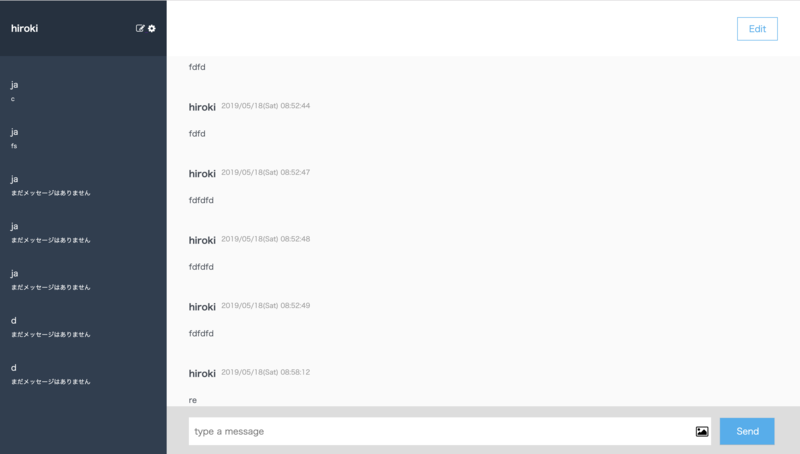 hiroki
ja
c
ja
fs
ja
まだメッセージはありません
ja
まだメッセージはありません
ja
まだメッセージはありません
d
まだメッセージはありません
d
まだメッセージはありません
Edit
fdfd
hiroki 2019/05/18(Sat) 08:52:44
fdfd
hiroki 2019/05/18(Sat) 08:52:47
fdfdfd
hiroki 2019/05/18(Sat) 08:52:48
fdfdfd
hiroki 2019/05/18(Sat) 08:52:49
fdfdfd
hiroki 2019/05/18(Sat) 08:58:12
re
type a message
Send